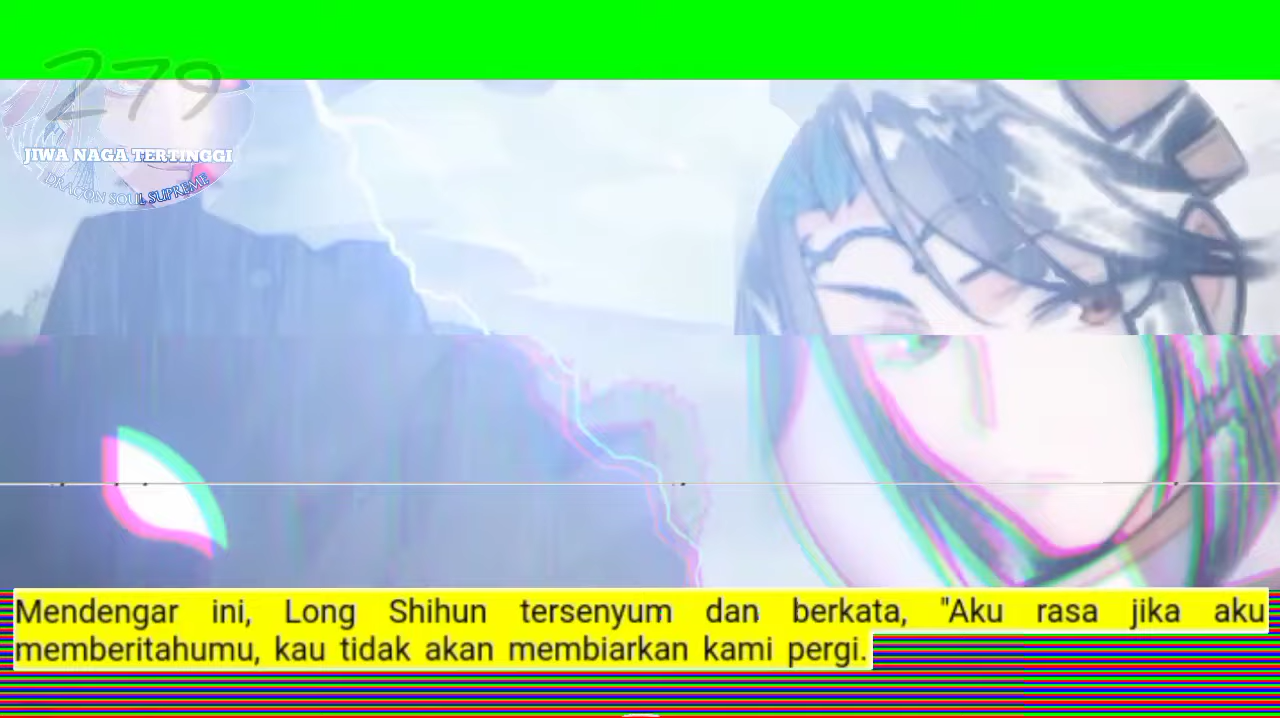 279
JIWA NAGA TERTINGGI
DRAGON SOUL SUPREME
Mendengar ini, Long Shihun tersenyum dan berkata, "Aku rasa jika aku
memberitahumu, kau tidak akan membiarkan kami pergi.